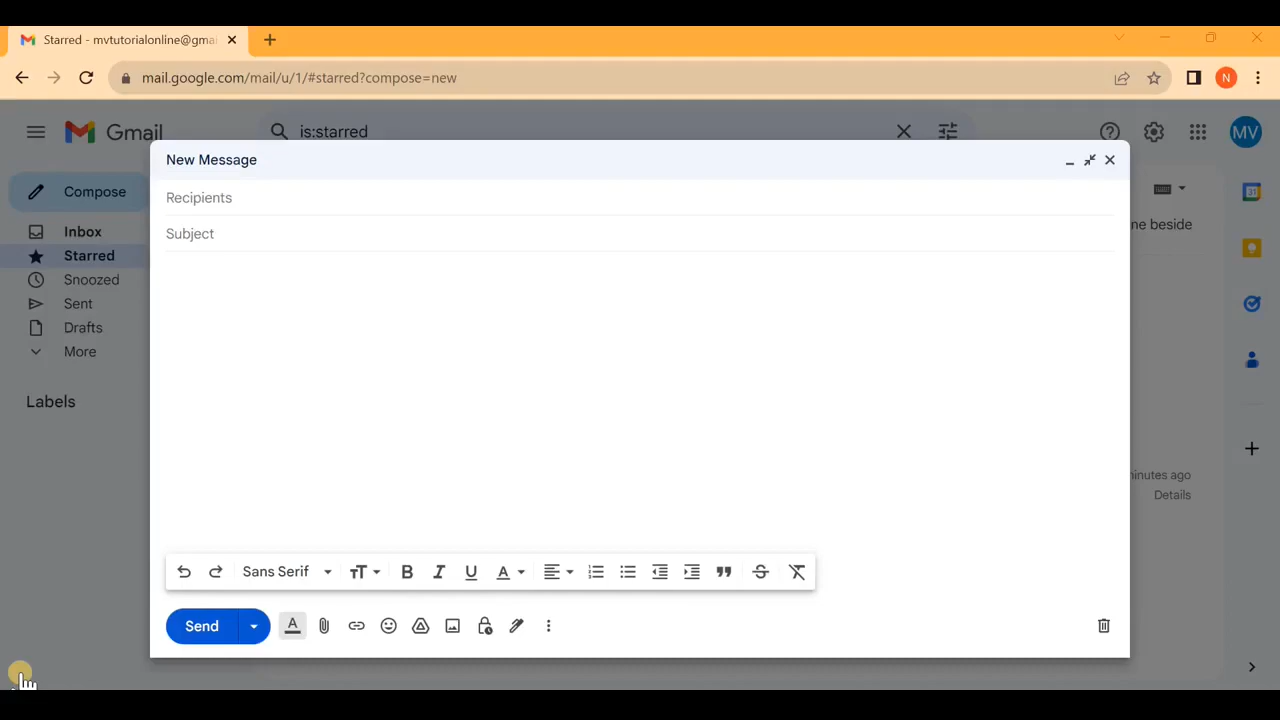 Starred - mvtutorialonline@gma
mail.google.com/mail/u/1/#starred?compose=new
N
Gmail
is:starred
MV
New Message
Compose
Recipients
Subject
Inbox
Starred
Snoozed
Sent
Drafts
More
Labels
ne beside
31
inutes ago
Details
Sans Serif
Send